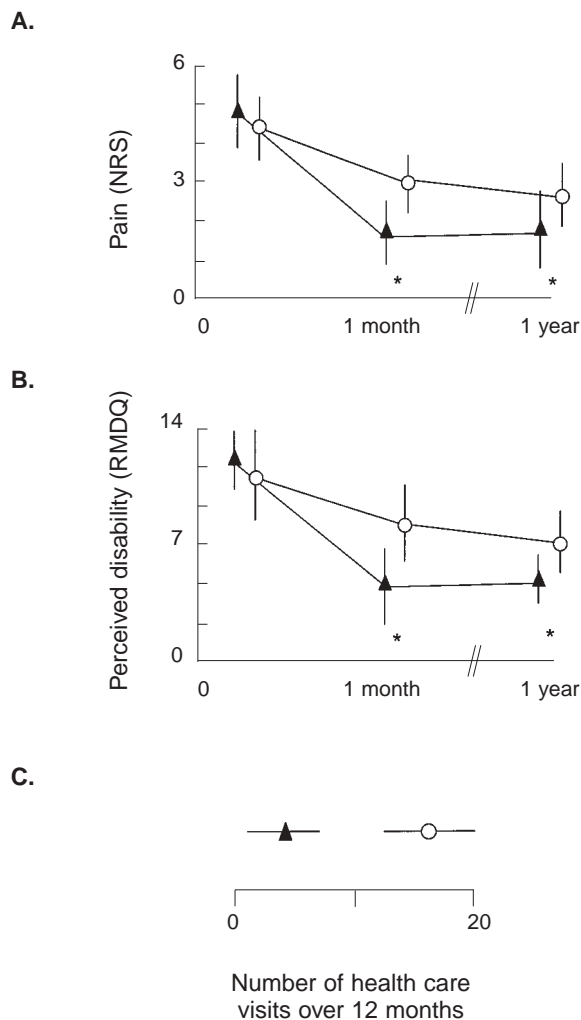 A.
6
Pain (NRS)
3
* *
0
0 1 month 1 year
B.
14
Perceived disability (RMDQ)
7
* *
0
0 1 month 1 year
C.
0 20
Number of health care
visits over 12 months